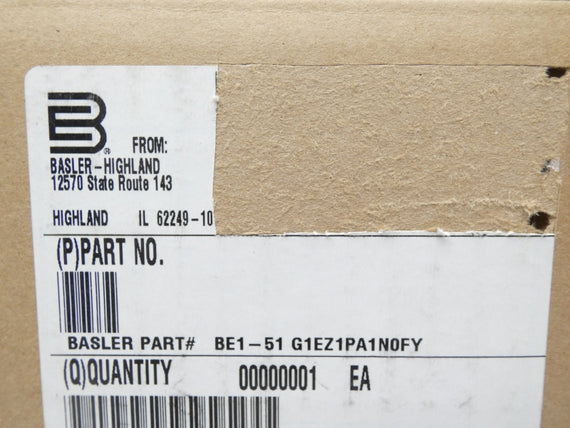 B®
FROM:
BASLER-HIGHLAND
12570 State Route 143
HIGHLAND IL 62249-10
(P)PART NO.
BASLER PART# BE1-51 G1EZ1PA1N0FY
(Q)QUANTITY 00000001 EA